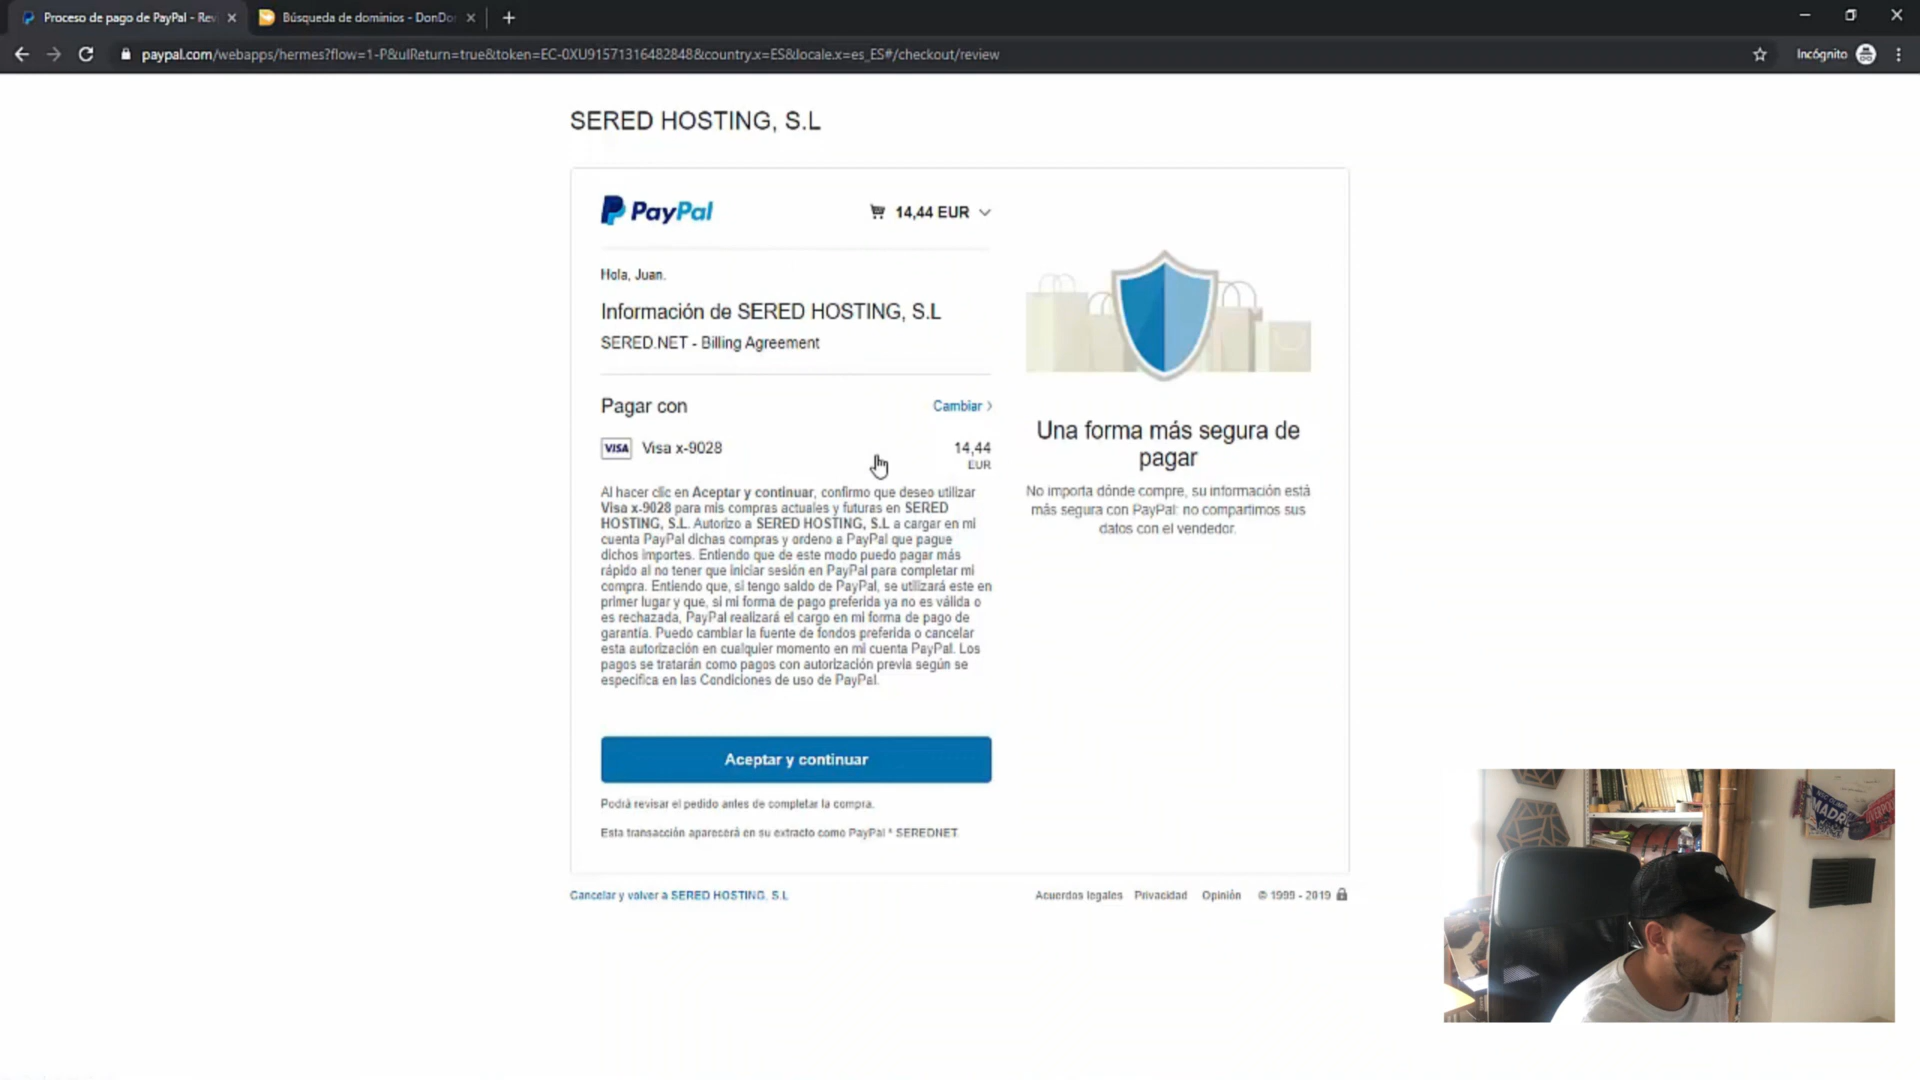 Proceso de pago de PayPal - Rev
Búsqueda de dominios - DonDo
paypal.com/webapps/hermes?flow=1-P&ulReturn=true&token=EC-0XU91571316482848&country.x=ES&locale.x=es_ES#/checkout/review
Incógnito
SERED HOSTING, S.L
PayPal
14,44 EUR
Hola, Juan.
Información de SERED HOSTING, S.L
SERED.NET - Billing Agreement
Pagar con
Cambiar
VISA
Visa x-9028
14,44
EUR
Al hacer clic en Aceptar y continuar, confirmo que deseo utilizar
Visa x-9028 para mis compras actuales y futuras en SERED
HOSTING, S.L. Autorizo a SERED HOSTING, S.L a cargar en mi
cuenta PayPal dichas compras y ordeno a PayPal que pague
dichos importes. Entiendo que de este modo puedo pagar más
rápido al no tener que iniciar sesión en PayPal para completar mi
compra. Entiendo que, si tengo saldo de PayPal, se utilizará este en
primer lugar y que, si mi forma de pago preferida ya no es válida o
es rechazada, PayPal realizará el cargo en mi forma de pago de
garantía. Puedo cambiar la fuente de fondos preferida o cancelar
esta autorización en cualquier momento en mi cuenta PayPal. Los
pagos se tratarán como pagos con autorización previa según se
especifica en las Condiciones de uso de PayPal.
Aceptar y continuar
Podrá revisar el pedido antes de completar la compra.
Esta transacción aparecerá en su extracto como PayPal * SEREDNET.
Una forma más segura de
pagar
No importa dónde compre, su información está
más segura con PayPal: no compartimos sus
datos con el vendedor.
Cancelar y volver a SERED HOSTING, S.L
Acuerdos legales
Privacidad
Opinión
© 1999 - 2019
MADRI
LIVERPOO